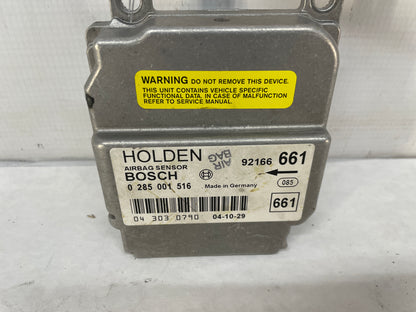 WARNING DO NOT REMOVE THIS DEVICE.
THIS UNIT CONTAINS VEHICLE SPECIFIC
FUNCTIONAL DATA. IN CASE OF MALFUNCTION
REFER TO SERVICE MANUAL.
HOLDEN AIR BAG 92166 661
AIRBAG SENSOR
BOSCH
085
0 285 001 516 Made in Germany
661
04 303 0790 04-10-29